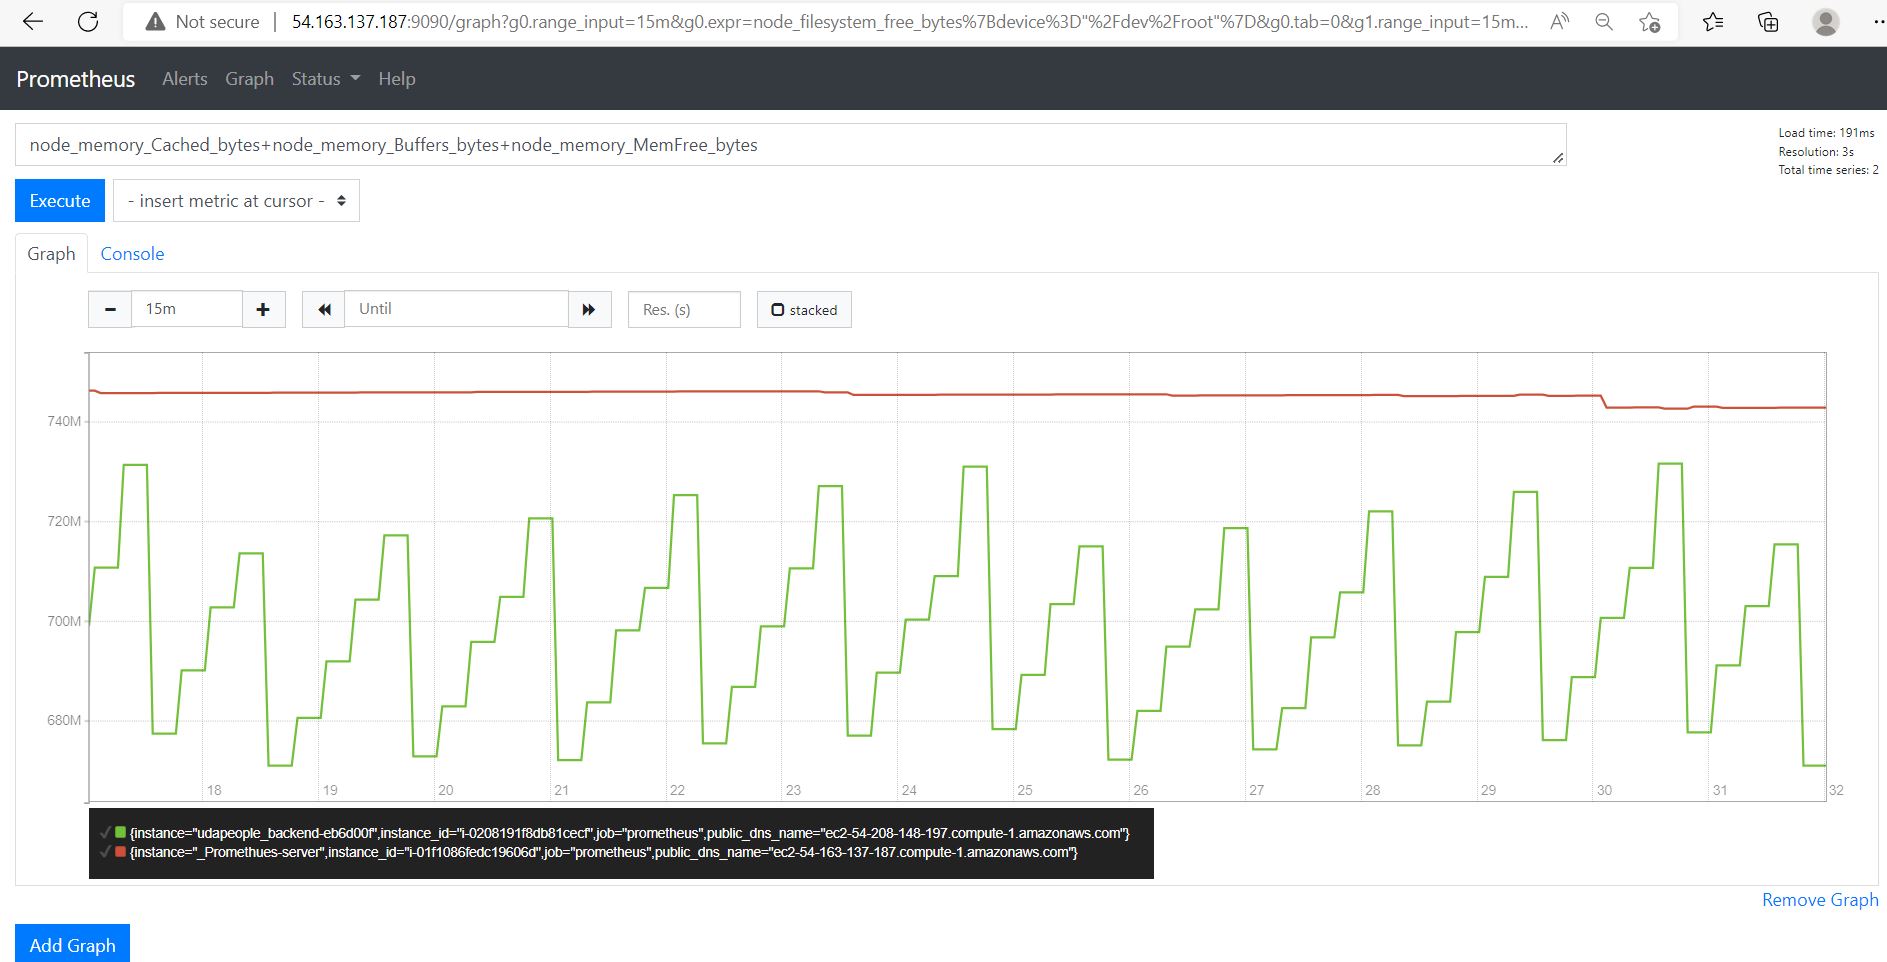 Not secure | 54.163.137.187:9090/graph?g0.range_input=15m&g0.expr=node_filesystem_free_bytes%7Bdevice%3D"%2Fdev%2Froot"%7D&g0.tab=0&g1.range_input=15m...
Prometheus Alerts Graph Status Help
node_memory_Cached_bytes+node_memory_Buffers_bytes+node_memory_MemFree_bytes
Load time: 191ms
Resolution: 3s
Total time series: 2
Execute - insert metric at cursor -
Graph Console
15m Until Res. (s) stacked
740M
720M
700M
680M
18 19 20 21 22 23 24 25 26 27 28 29 30 31 32
{instance="udapeople_backend-eb6d00f",instance_id="i-0208191f8db81cecf",job="prometheus",public_dns_name="ec2-54-208-148-197.compute-1.amazonaws.com"}
{instance="_Promethues-server",instance_id="i-01f1086fedc19606d",job="prometheus",public_dns_name="ec2-54-163-137-187.compute-1.amazonaws.com"}
Remove Graph
Add Graph